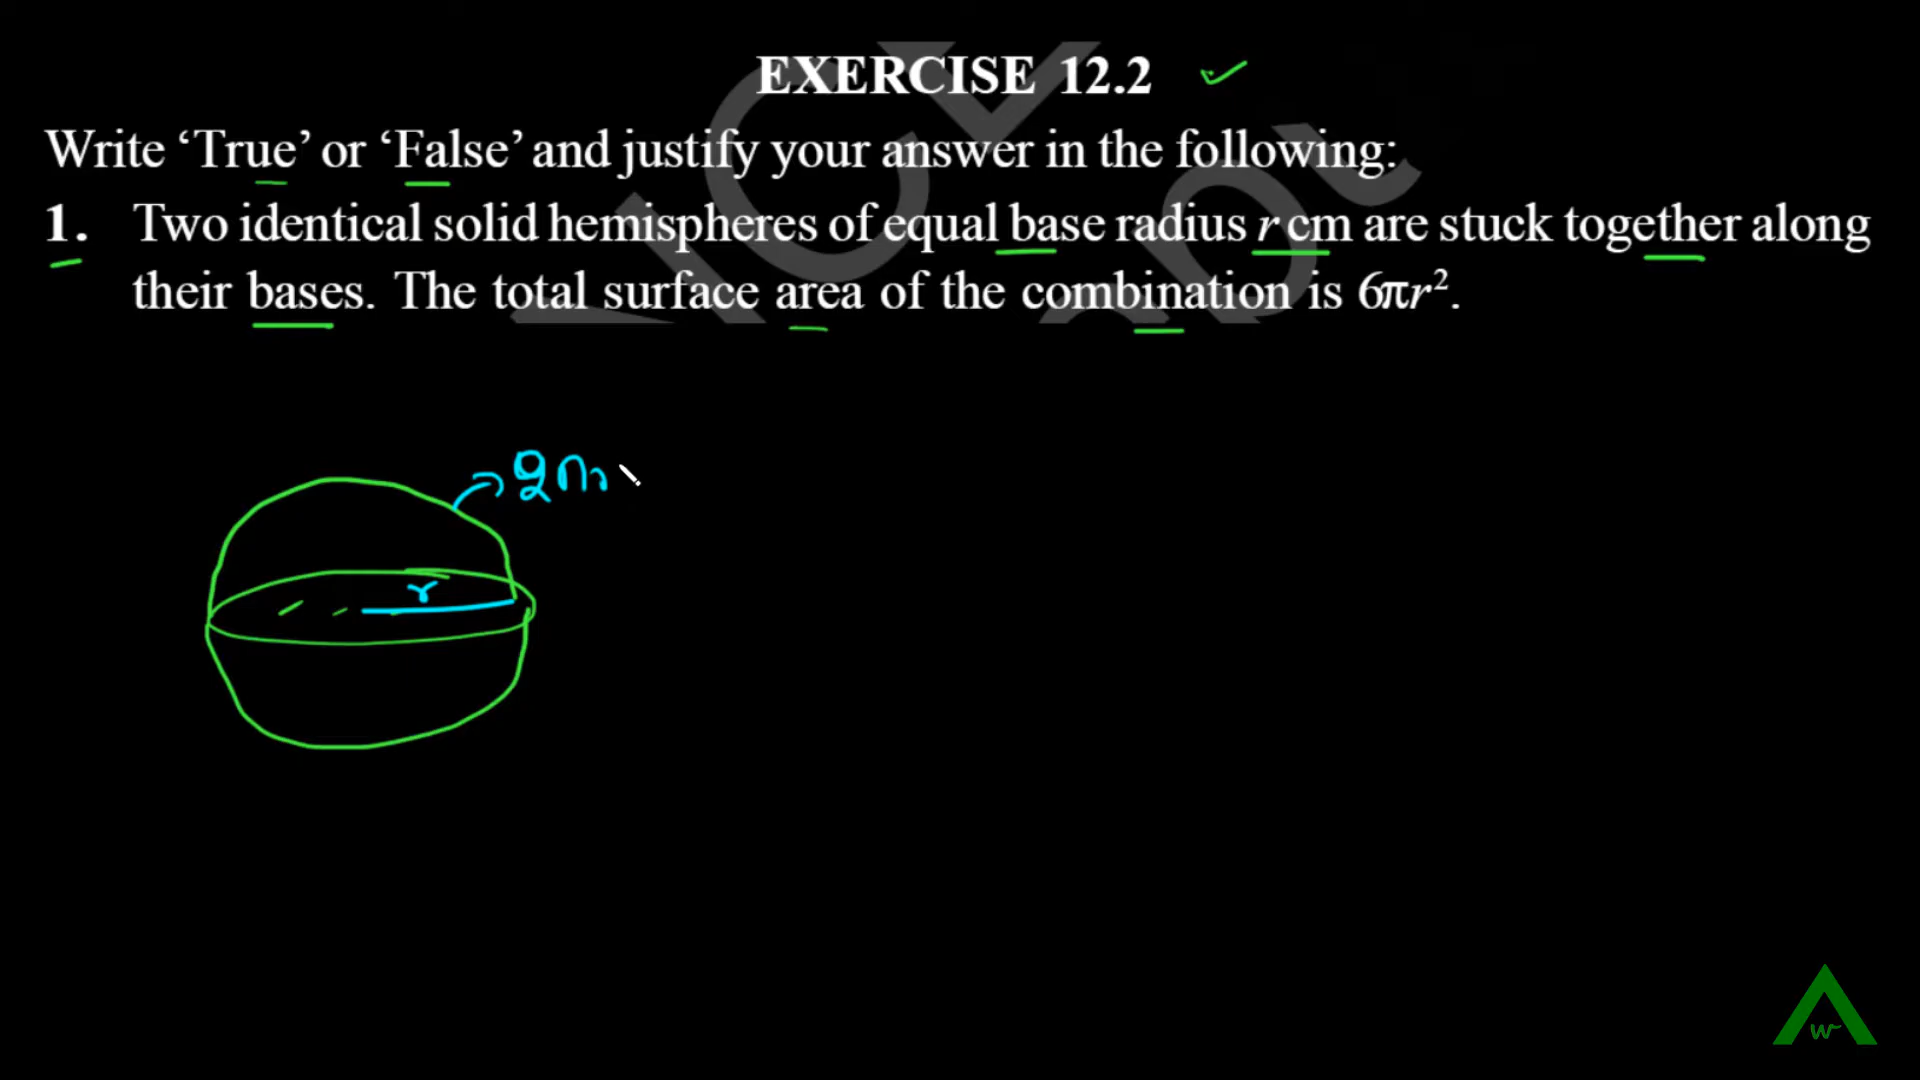 EXERCISE 12.2
Write ‘True’ or ‘False’ and justify your answer in the following:
1. Two identical solid hemispheres of equal base radius r cm are stuck together along
their bases. The total surface area of the combination is 6πr².
r
w